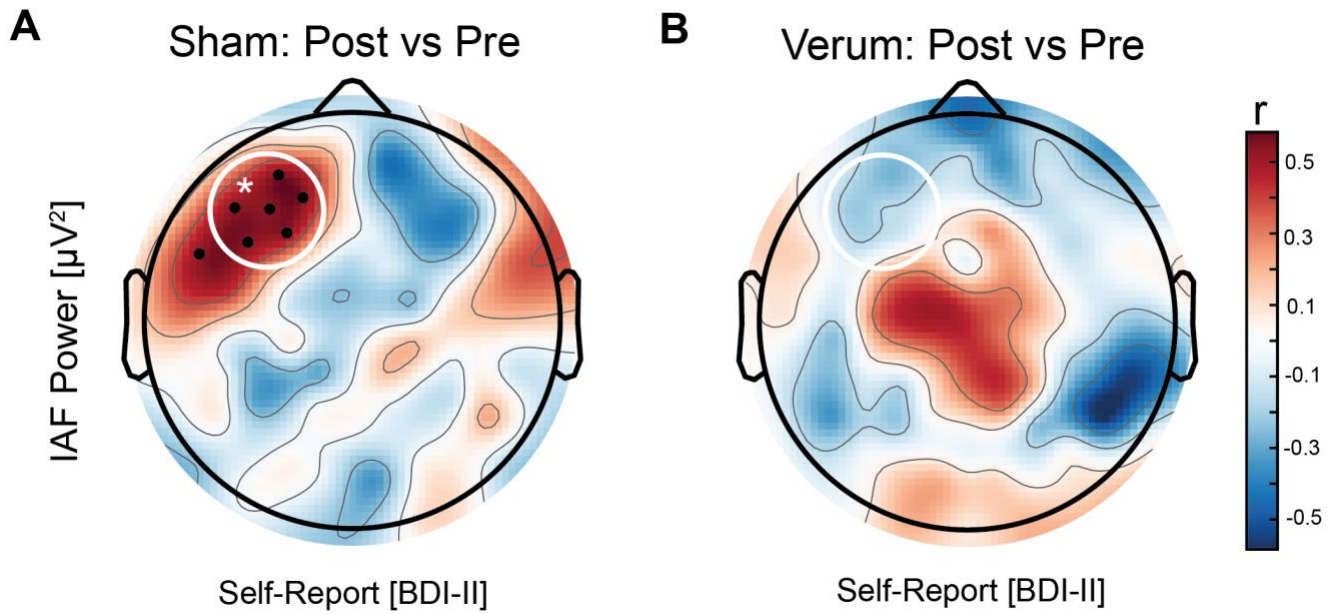 A
Sham: Post vs Pre
B
Verum: Post vs Pre
r
IAF Power [µV²]
*
0.5
0.3
0.1
-0.1
-0.3
-0.5
Self-Report [BDI-II]
Self-Report [BDI-II]